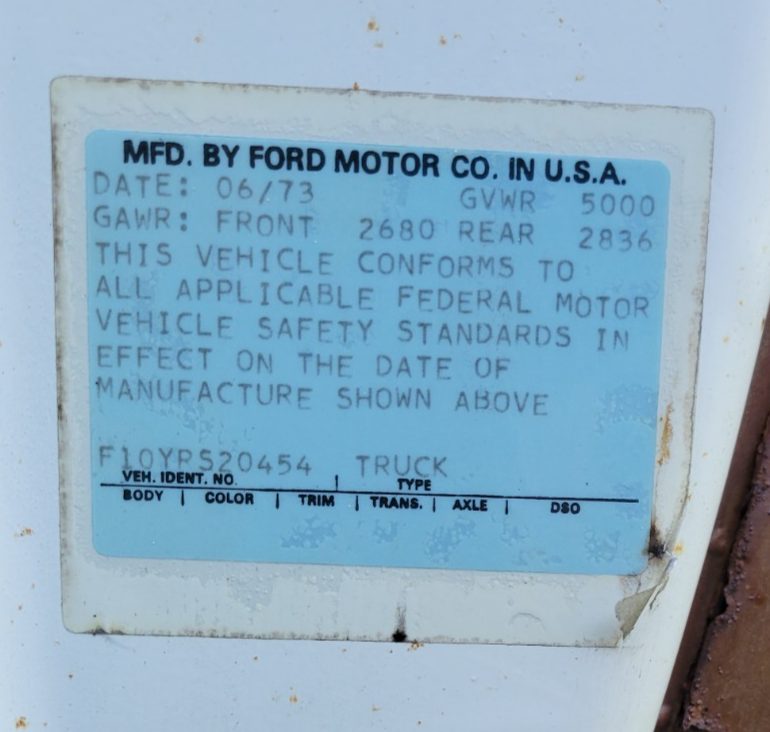 MFD. BY FORD MOTOR CO. IN U.S.A.
DATE: 06/73 GVWR 5000
GAWR: FRONT 2680 REAR 2836
THIS VEHICLE CONFORMS TO
ALL APPLICABLE FEDERAL MOTOR
VEHICLE SAFETY STANDARDS IN
EFFECT ON THE DATE OF
MANUFACTURE SHOWN ABOVE
F10YRS20454 TRUCK
VEH. IDENT. NO. TYPE
BODY | COLOR | TRIM | TRANS. | AXLE | DSO